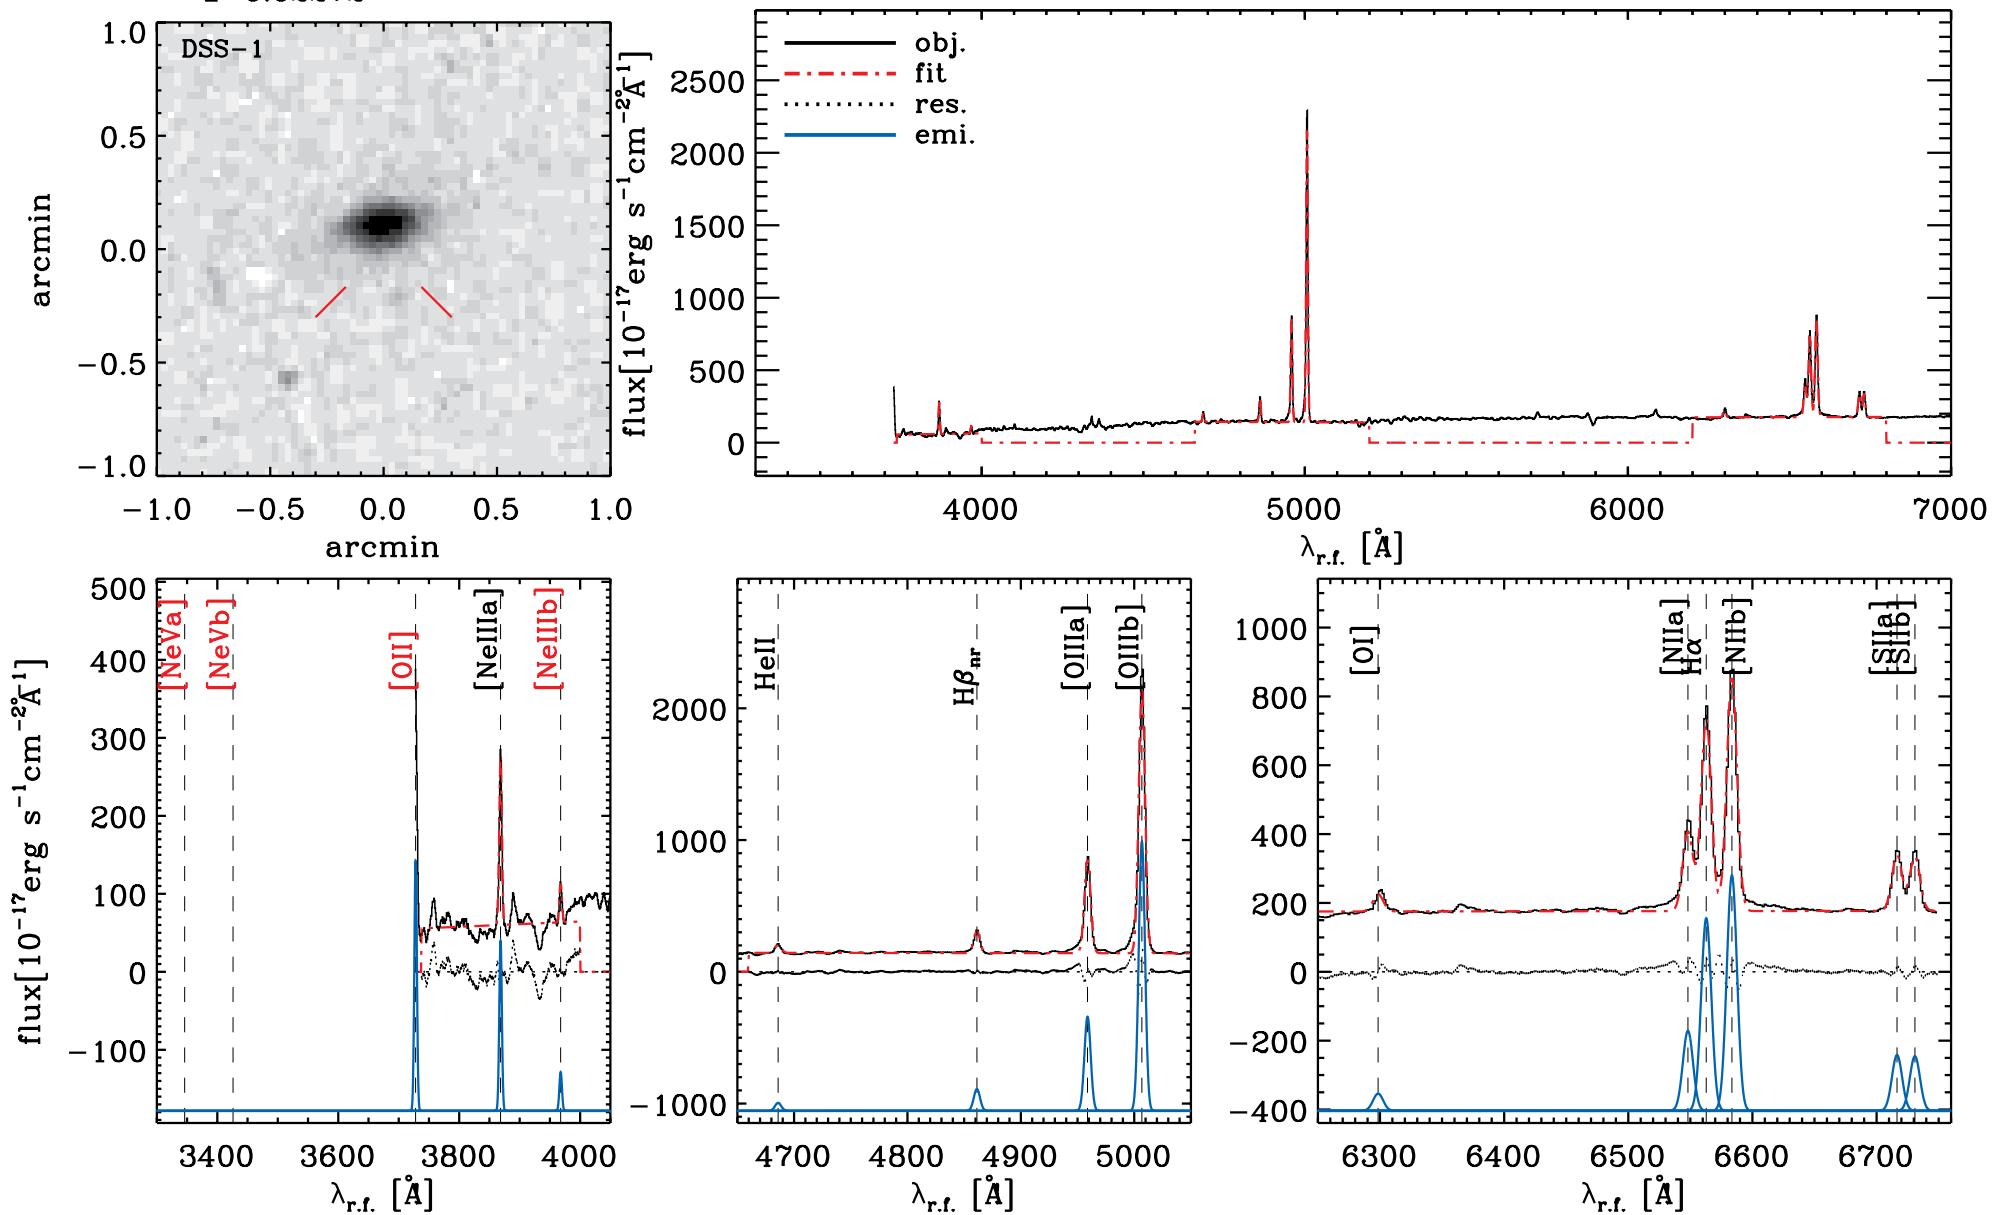 DSS−1
1.0
0.5
0.0
−0.5
−1.0
arcmin
−1.0 −0.5 0.0 0.5 1.0
arcmin
obj.
fit
res.
emi.
2500
2000
1500
1000
500
0
flux[10⁻¹⁷erg s⁻¹cm⁻²Å⁻¹]
4000 5000 6000 7000
λr.f. [Å]
[NeVa] [NeVb] [OII] [NeIIIa] [NeIIIb]
500
400
300
200
100
0
−100
flux[10⁻¹⁷erg s⁻¹cm⁻²Å⁻¹]
3400 3600 3800 4000
λr.f. [Å]
HeII Hβnr [OIIIa] [OIIIb]
2000
1000
0
−1000
4700 4800 4900 5000
λr.f. [Å]
[OI] [NIIa] Hα [NIIb] [SIIa] [SIIb]
1000
800
600
400
200
0
−200
−400
6300 6400 6500 6600 6700
λr.f. [Å]